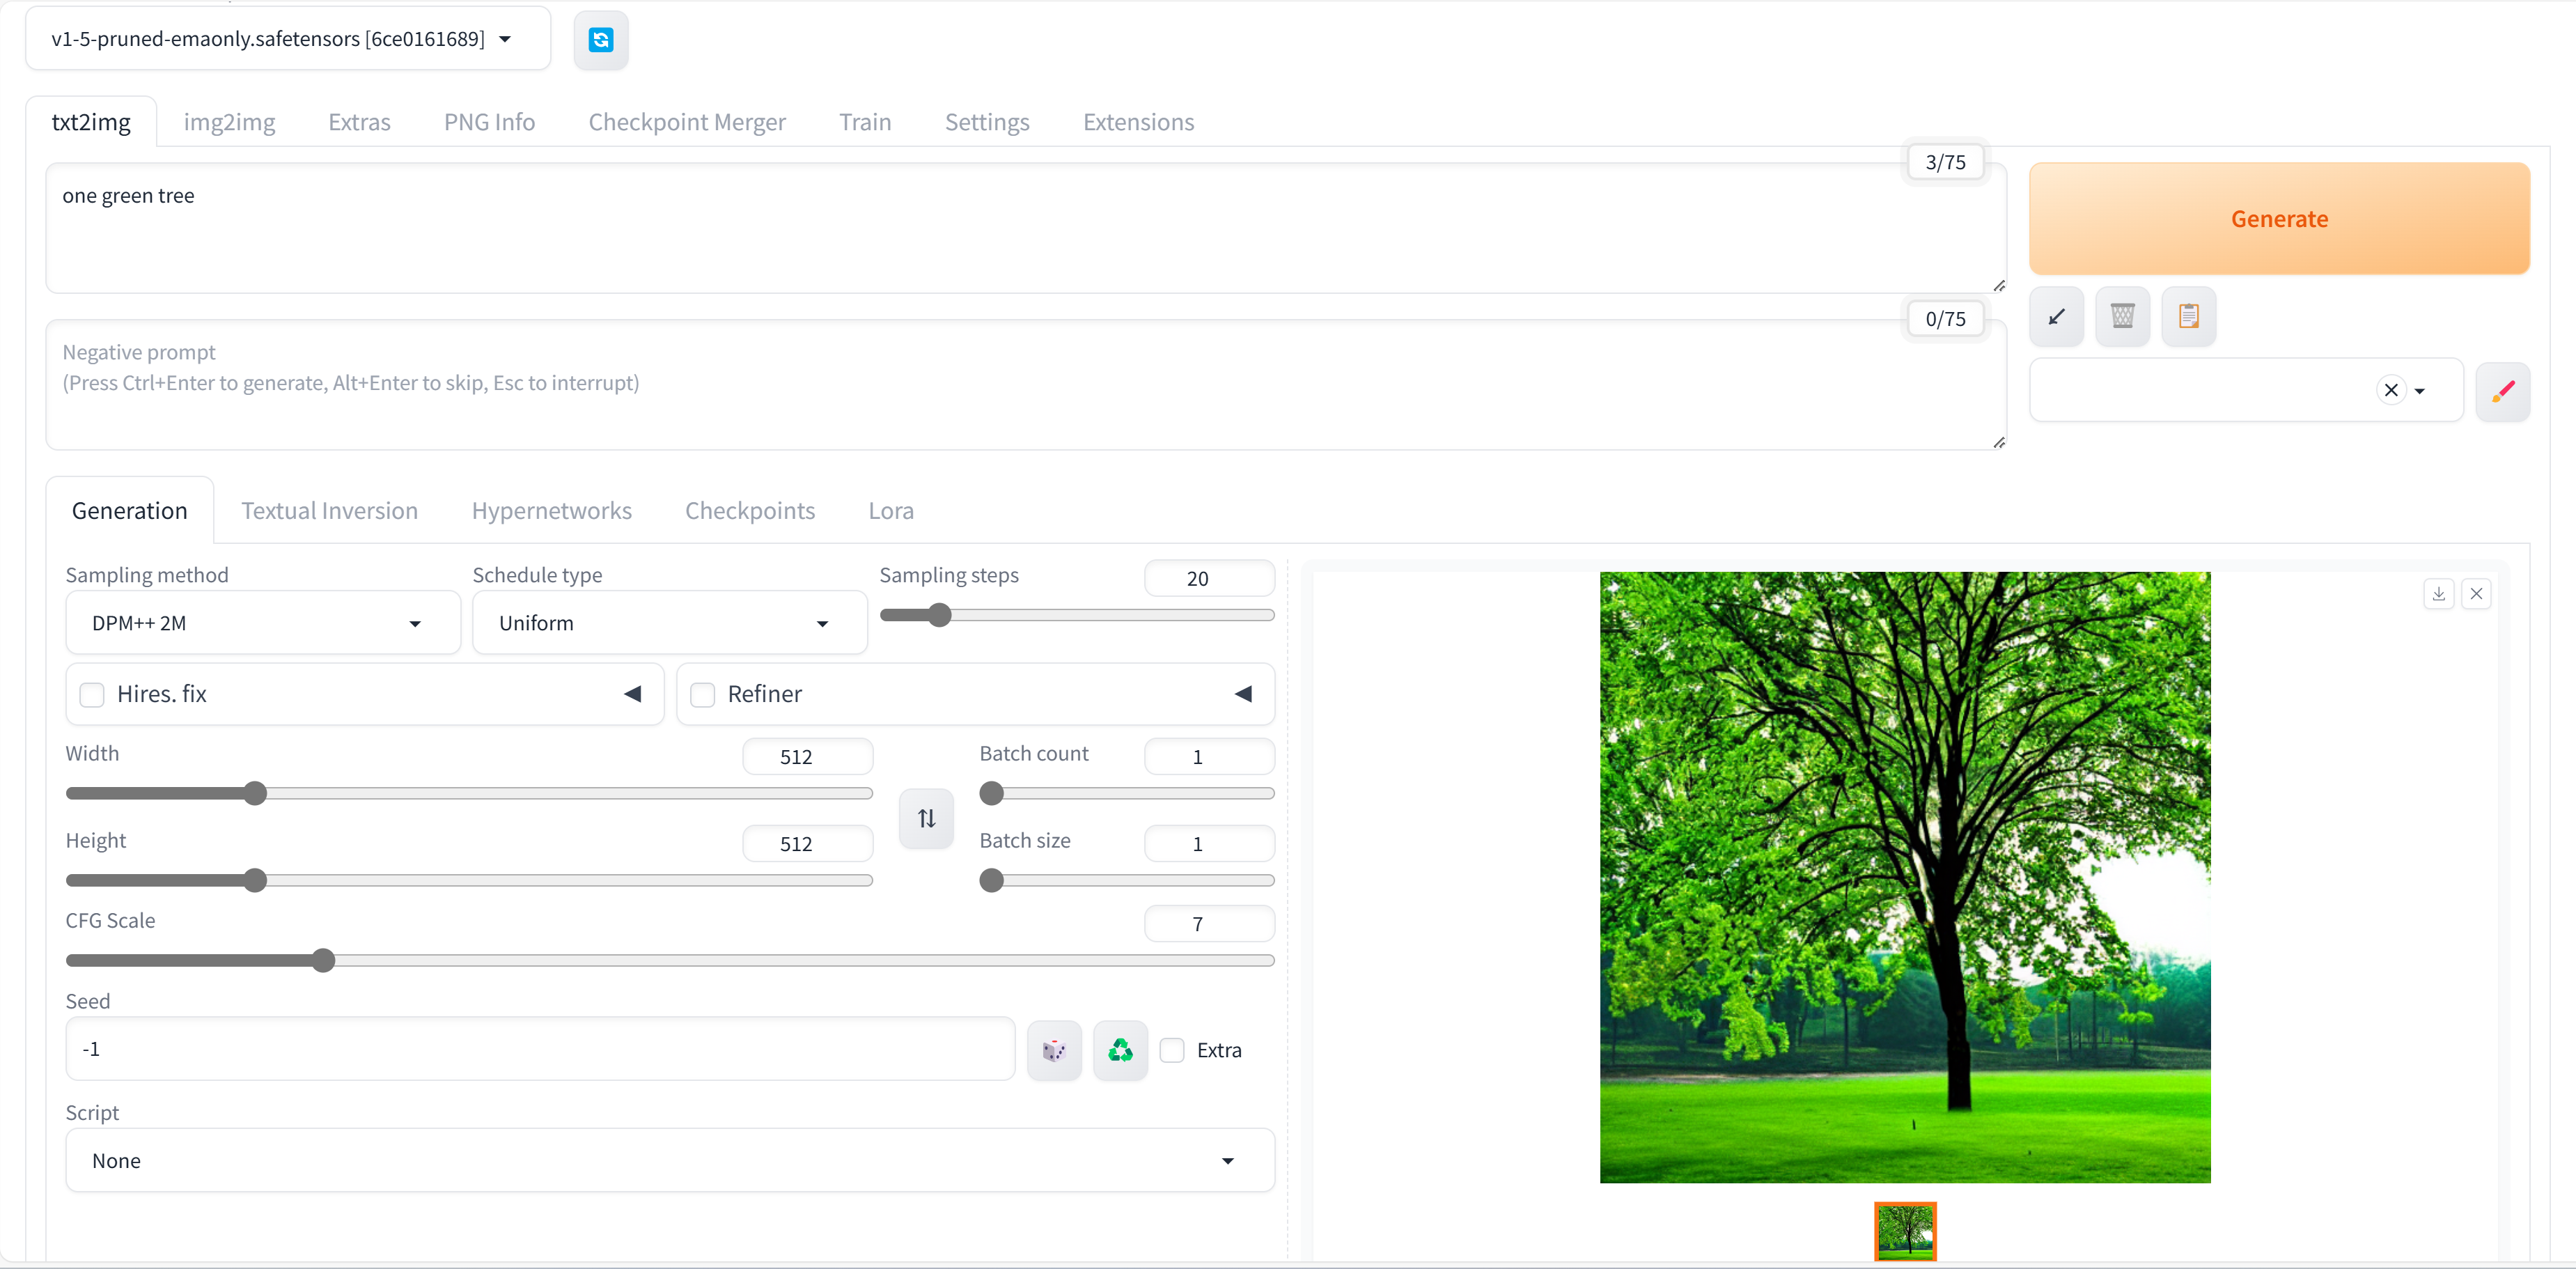 v1-5-pruned-emaonly.safetensors [6ce0161689]
txt2img img2img Extras PNG Info Checkpoint Merger Train Settings Extensions
3/75
one green tree
Generate
0/75
Negative prompt
(Press Ctrl+Enter to generate, Alt+Enter to skip, Esc to interrupt)
Generation Textual Inversion Hypernetworks Checkpoints Lora
Sampling method Schedule type Sampling steps 20
DPM++ 2M Uniform
Hires. fix Refiner
Width 512 Batch count 1
Height 512 Batch size 1
CFG Scale 7
Seed
-1 Extra
Script
None